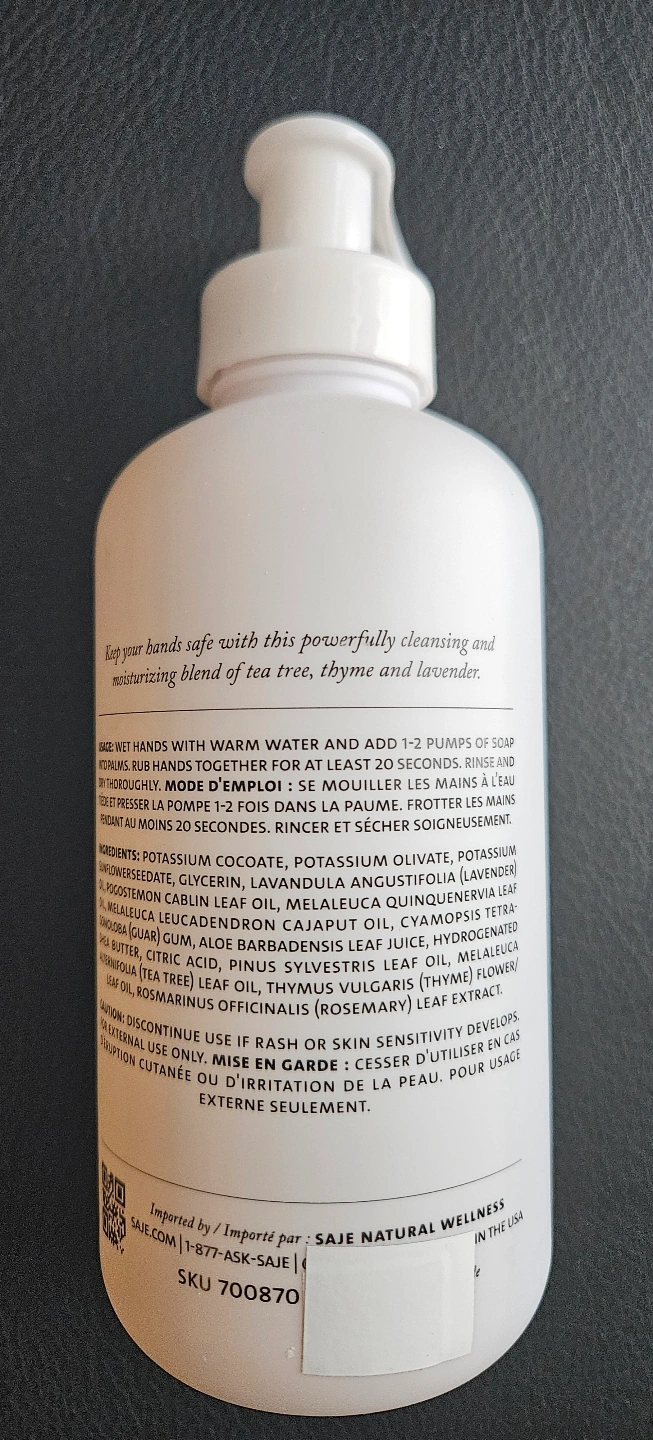 Keep your hands safe with this powerfully cleansing and
moisturizing blend of tea tree, thyme and lavender.
USAGE: WET HANDS WITH WARM WATER AND ADD 1-2 PUMPS OF SOAP
INTO PALMS. RUB HANDS TOGETHER FOR AT LEAST 20 SECONDS. RINSE AND
DRY THOROUGHLY. MODE D'EMPLOI : SE MOUILLER LES MAINS À L'EAU
TIÈDE ET PRESSER LA POMPE 1-2 FOIS DANS LA PAUME. FROTTER LES MAINS
PENDANT AU MOINS 20 SECONDES. RINCER ET SÉCHER SOIGNEUSEMENT.
INGREDIENTS: POTASSIUM COCOATE, POTASSIUM OLIVATE, POTASSIUM
SUNFLOWERSEEDATE, GLYCERIN, LAVANDULA ANGUSTIFOLIA (LAVENDER)
OIL, POGOSTEMON CABLIN LEAF OIL, MELALEUCA QUINQUENERVIA LEAF
OIL, MELALEUCA LEUCADENDRON CAJAPUT OIL, CYAMOPSIS TETRA-
GONOLOBA (GUAR) GUM, ALOE BARBADENSIS LEAF JUICE, HYDROGENATED
SHEA BUTTER, CITRIC ACID, PINUS SYLVESTRIS LEAF OIL, MELALEUCA
ALTERNIFOLIA (TEA TREE) LEAF OIL, THYMUS VULGARIS (THYME) FLOWER/
LEAF OIL, ROSMARINUS OFFICINALIS (ROSEMARY) LEAF EXTRACT.
CAUTION: DISCONTINUE USE IF RASH OR SKIN SENSITIVITY DEVELOPS.
FOR EXTERNAL USE ONLY. MISE EN GARDE : CESSER D'UTILISER EN CAS
D'ÉRUPTION CUTANÉE OU D'IRRITATION DE LA PEAU. POUR USAGE
EXTERNE SEULEMENT.
Imported by / Importé par : SAJE NATURAL WELLNESS
SAJE.COM | 1-877-ASK-SAJE | IN THE USA
SKU 700870